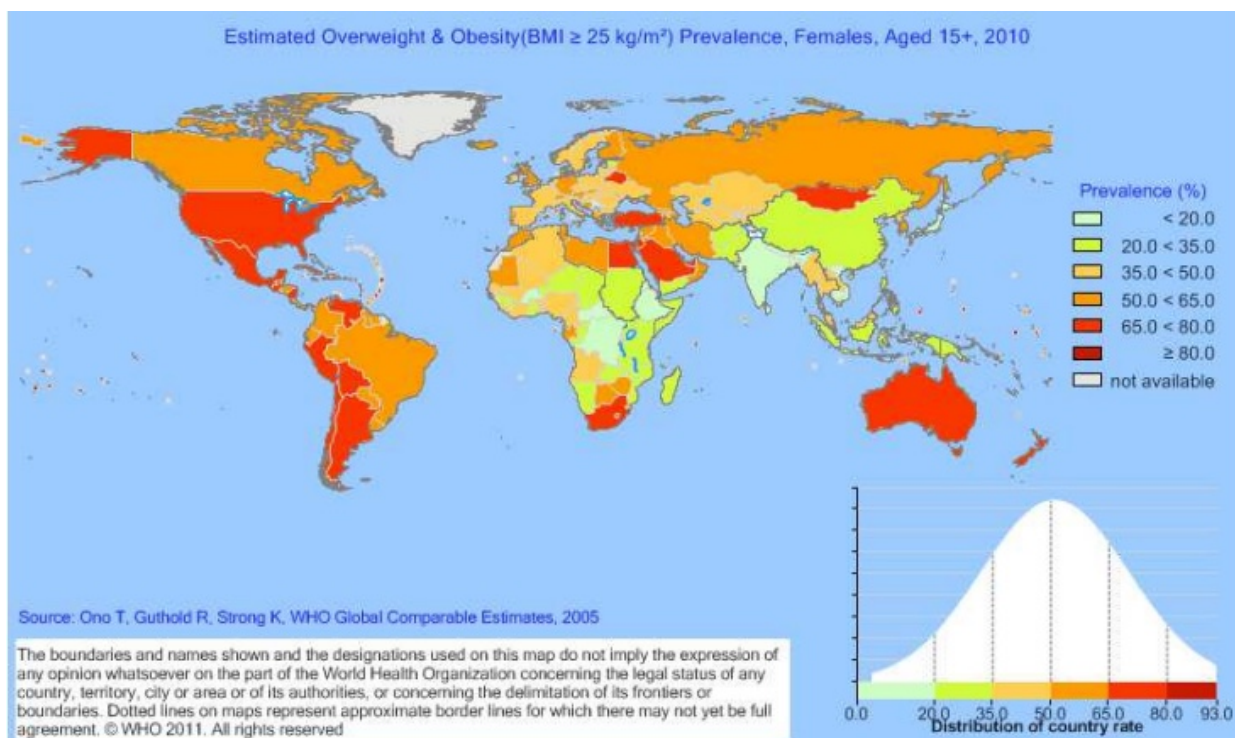 Estimated Overweight & Obesity(BMI ≥ 25 kg/m²) Prevalence, Females, Aged 15+, 2010
Prevalence (%)
< 20.0
20.0 < 35.0
35.0 < 50.0
50.0 < 65.0
65.0 < 80.0
≥ 80.0
not available
Source: Ono T, Guthold R, Strong K, WHO Global Comparable Estimates, 2005
The boundaries and names shown and the designations used on this map do not imply the expression of
any opinion whatsoever on the part of the World Health Organization concerning the legal status of any
country, territory, city or area or of its authorities, or concerning the delimitation of its frontiers or
boundaries. Dotted lines on maps represent approximate border lines for which there may not yet be full
agreement. © WHO 2011. All rights reserved
0.0 20.0 35.0 50.0 65.0 80.0 93.0
Distribution of country rate